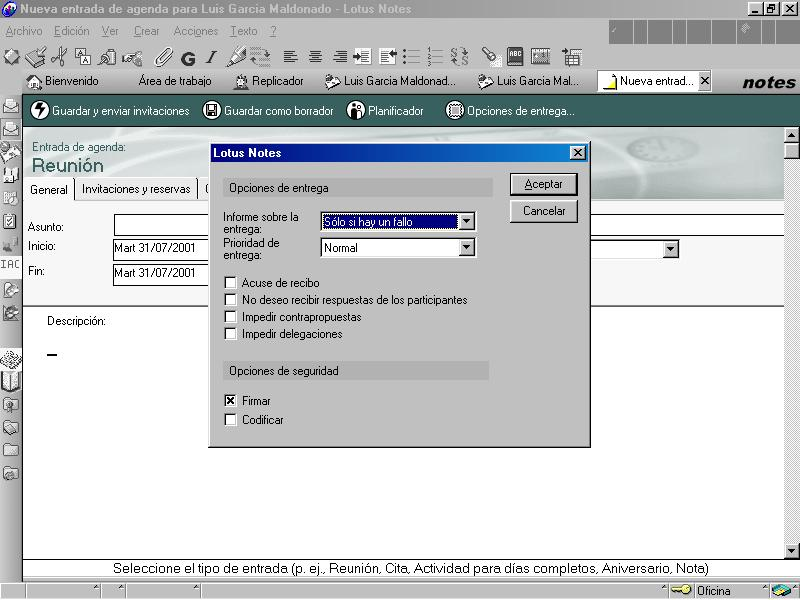 Nueva entrada de agenda para Luis Garcia Maldonado - Lotus Notes
Archivo Edición Ver Crear Acciones Texto ?
Bienvenido Área de trabajo Replicador Luis Garcia Maldonad... Luis Garcia Mal... Nueva entrad... notes
Guardar y enviar invitaciones Guardar como borrador Planificador Opciones de entrega...
Entrada de agenda:
Reunión
General Invitaciones y reservas
Asunto:
Inicio: Mart 31/07/2001
Fin: Mart 31/07/2001
Descripción:
IAC
Lotus Notes
Opciones de entrega
Aceptar
Cancelar
Informe sobre la
entrega: Sólo si hay un fallo
Prioridad de
entrega: Normal
Acuse de recibo
No deseo recibir respuestas de los participantes
Impedir contrapropuestas
Impedir delegaciones
Opciones de seguridad
Firmar
Codificar
Seleccione el tipo de entrada (p. ej., Reunión, Cita, Actividad para días completos, Aniversario, Nota)
Oficina